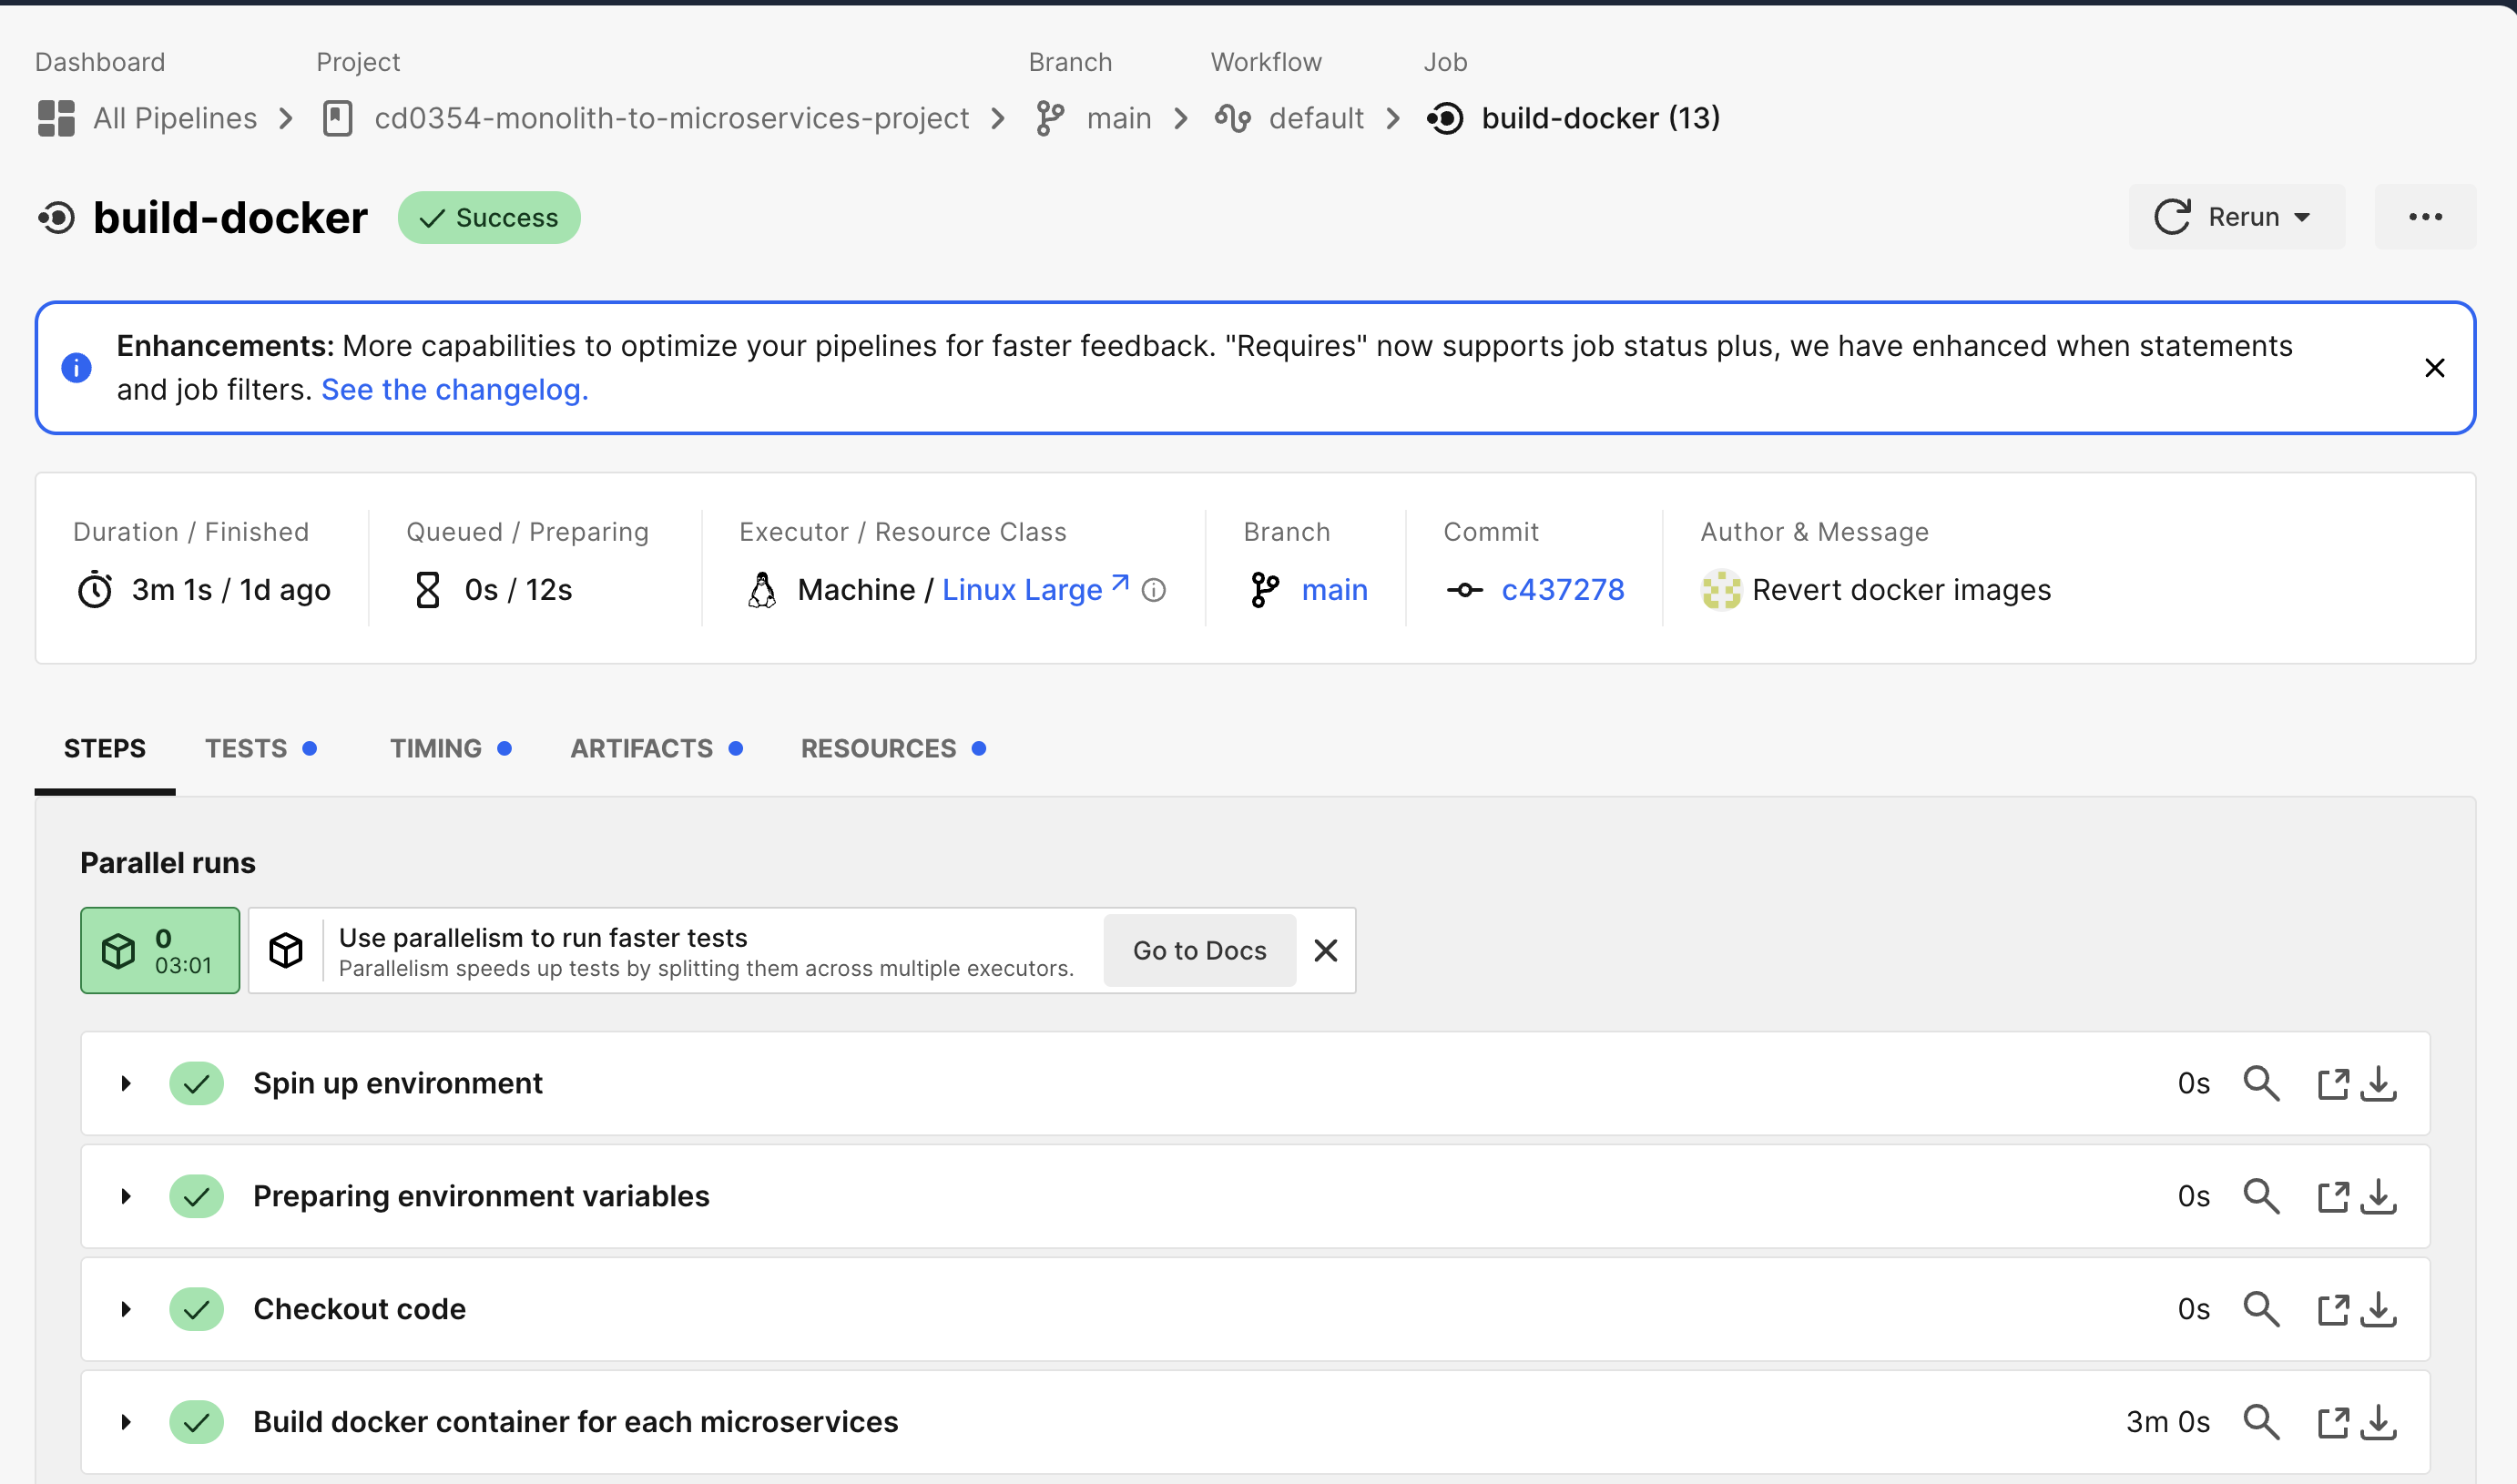 Dashboard Project Branch Workflow Job
All Pipelines cd0354-monolith-to-microservices-project main default build-docker (13)
build-docker Success Rerun
Enhancements: More capabilities to optimize your pipelines for faster feedback. "Requires" now supports job status plus, we have enhanced when statements
and job filters. See the changelog.
Duration / Finished Queued / Preparing Executor / Resource Class Branch Commit Author & Message
3m 1s / 1d ago 0s / 12s Machine / Linux Large main c437278 Revert docker images
STEPS TESTS TIMING ARTIFACTS RESOURCES
Parallel runs
0
03:01
Use parallelism to run faster tests
Parallelism speeds up tests by splitting them across multiple executors.
Go to Docs
Spin up environment 0s
Preparing environment variables 0s
Checkout code 0s
Build docker container for each microservices 3m 0s